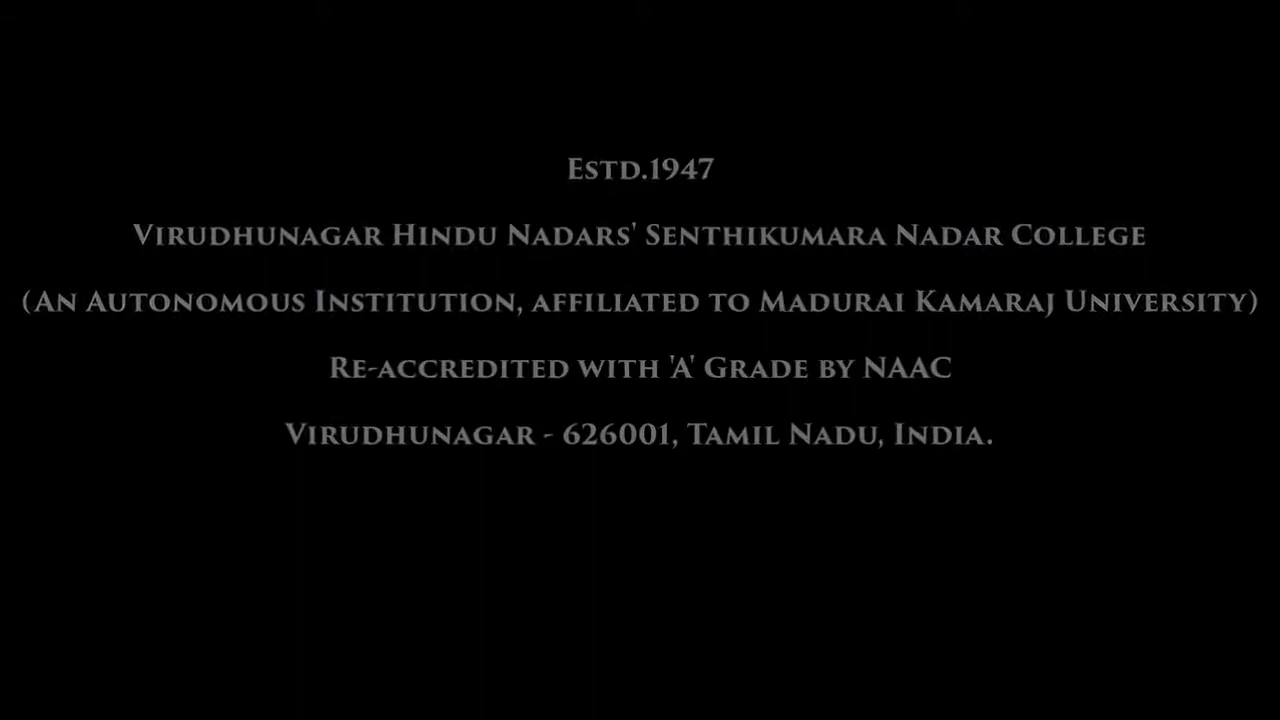 Estd.1947
Virudhunagar Hindu Nadars' Senthikumara Nadar College
(An Autonomous Institution, affiliated to Madurai Kamaraj University)
Re-accredited with 'A' Grade by NAAC
Virudhunagar - 626001, Tamil Nadu, India.